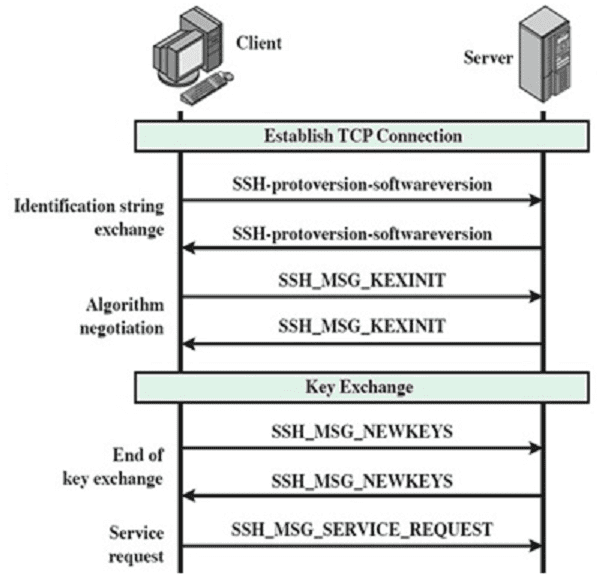 Client
Server
Establish TCP Connection
SSH-protoversion-softwareversion
Identification string
exchange
SSH-protoversion-softwareversion
SSH_MSG_KEXINIT
Algorithm
negotiation
SSH_MSG_KEXINIT
Key Exchange
SSH_MSG_NEWKEYS
End of
key exchange
SSH_MSG_NEWKEYS
Service
request
SSH_MSG_SERVICE_REQUEST